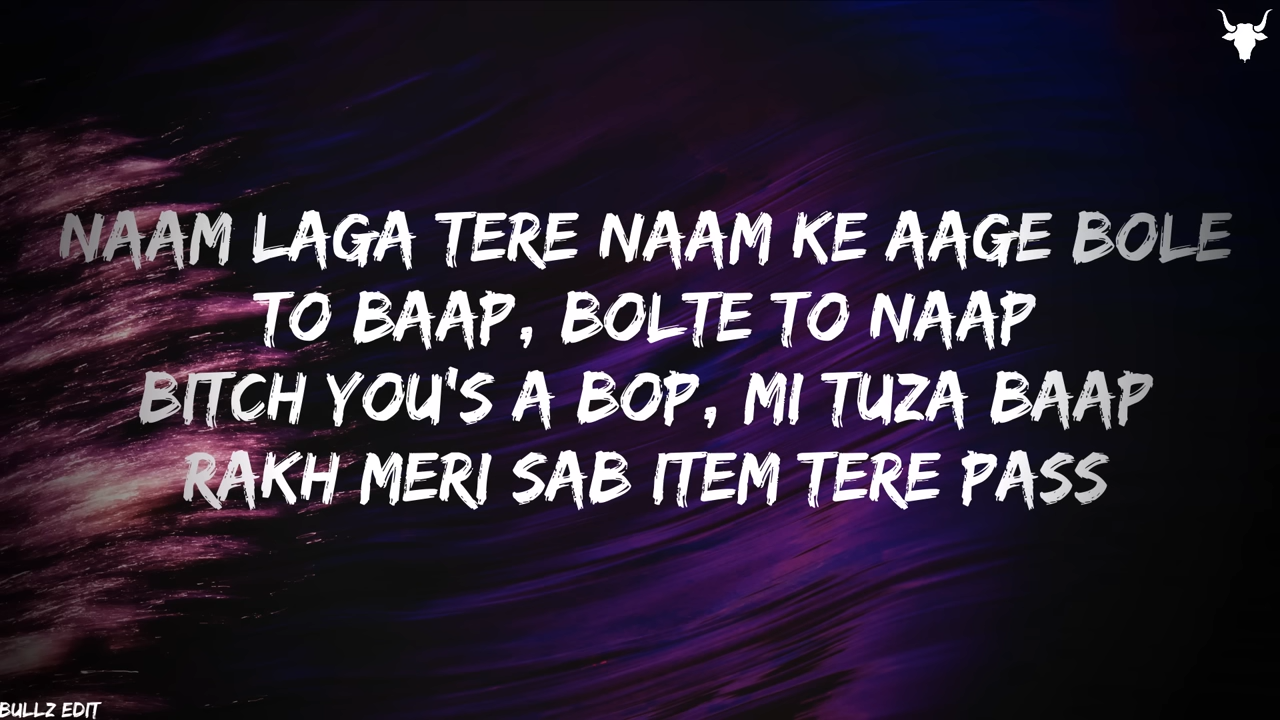 NAAM LAGA TERE NAAM KE AAGE BOLE
TO BAAP, BOLTE TO NAAP
BITCH YOU'S A BOP, MI TUZA BAAP
RAKH MERI SAB ITEM TERE PASS
BULLZ EDIT